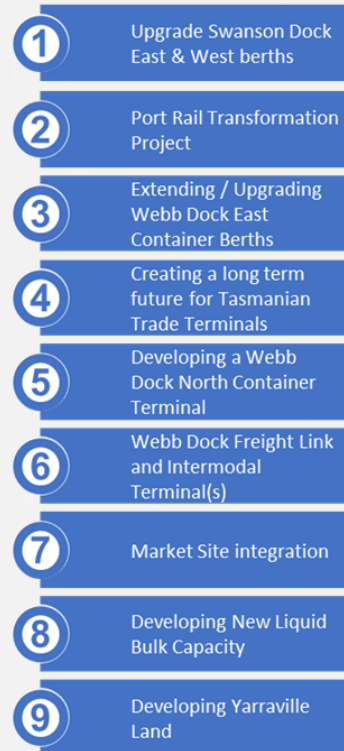 1
Upgrade Swanson Dock
East & West berths
2
Port Rail Transformation
Project
3
Extending / Upgrading
Webb Dock East
Container Berths
4
Creating a long term
future for Tasmanian
Trade Terminals
5
Developing a Webb
Dock North Container
Terminal
6
Webb Dock Freight Link
and Intermodal
Terminal(s)
7
Market Site integration
8
Developing New Liquid
Bulk Capacity
9
Developing Yarraville
Land